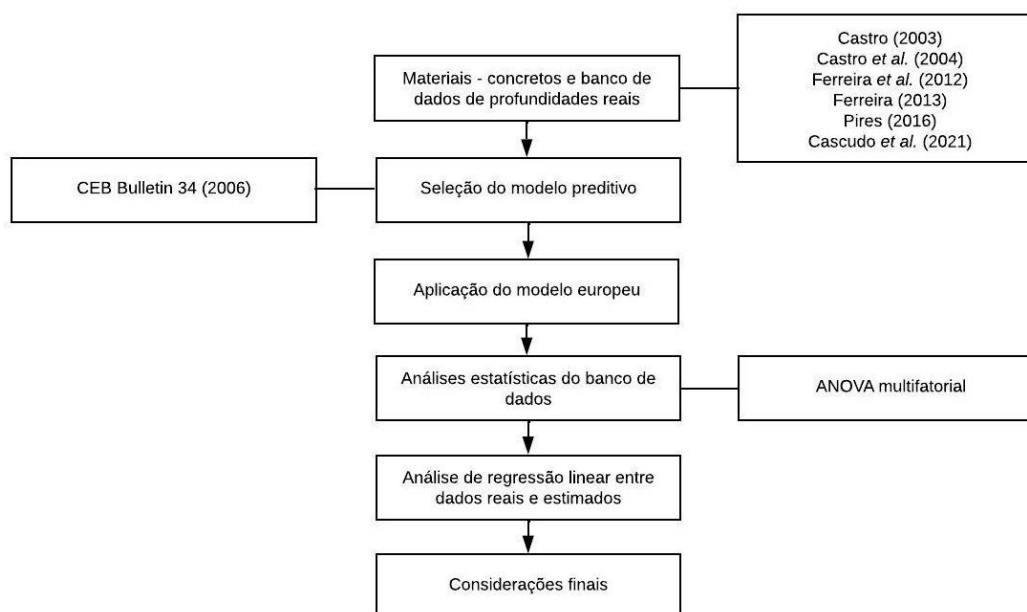 Materiais - concretos e banco de
dados de profundidades reais
Castro (2003)
Castro et al. (2004)
Ferreira et al. (2012)
Ferreira (2013)
Pires (2016)
Cascudo et al. (2021)
CEB Bulletin 34 (2006)
Seleção do modelo preditivo
Aplicação do modelo europeu
Análises estatísticas do banco de
dados
ANOVA multifatorial
Análise de regressão linear entre
dados reais e estimados
Considerações finais